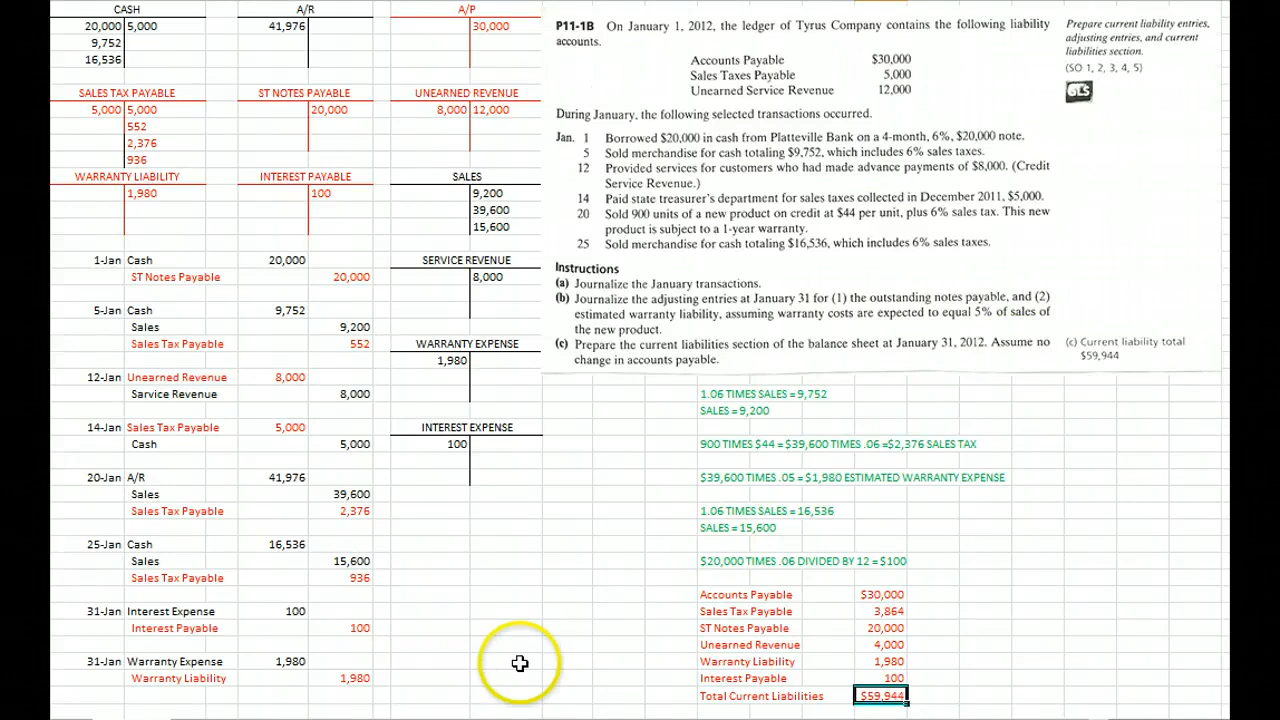 CASH A/R A/P
20,000 5,000 41,976 30,000
9,752
16,536
SALES TAX PAYABLE ST NOTES PAYABLE UNEARNED REVENUE
5,000 5,000 20,000 8,000 12,000
552
2,376
936
WARRANTY LIABILITY INTEREST PAYABLE SALES
1,980 100 9,200
39,600
15,600
1-Jan Cash 20,000 SERVICE REVENUE
ST Notes Payable 20,000 8,000
5-Jan Cash 9,752
Sales 9,200
Sales Tax Payable 552 WARRANTY EXPENSE
1,980
12-Jan Unearned Revenue 8,000
Sarvice Revenue 8,000
14-Jan Sales Tax Payable 5,000 INTEREST EXPENSE
Cash 5,000 100
20-Jan A/R 41,976
Sales 39,600
Sales Tax Payable 2,376
25-Jan Cash 16,536
Sales 15,600
Sales Tax Payable 936
31-Jan Interest Expense 100
Interest Payable 100
31-Jan Warranty Expense 1,980
Warranty Liability 1,980
P11-1B On January 1, 2012, the ledger of Tyrus Company contains the following liability
accounts.
Accounts Payable $30,000
Sales Taxes Payable 5,000
Unearned Service Revenue 12,000
During January, the following selected transactions occurred.
Jan. 1 Borrowed $20,000 in cash from Platteville Bank on a 4-month, 6%, $20,000 note.
5 Sold merchandise for cash totaling $9,752, which includes 6% sales taxes.
12 Provided services for customers who had made advance payments of $8,000. (Credit
Service Revenue.)
14 Paid state treasurer's department for sales taxes collected in December 2011, $5,000.
20 Sold 900 units of a new product on credit at $44 per unit, plus 6% sales tax. This new
product is subject to a 1-year warranty.
25 Sold merchandise for cash totaling $16,536, which includes 6% sales taxes.
Instructions
(a) Journalize the January transactions.
(b) Journalize the adjusting entries at January 31 for (1) the outstanding notes payable, and (2)
estimated warranty liability, assuming warranty costs are expected to equal 5% of sales of
the new product.
(c) Prepare the current liabilities section of the balance sheet at January 31, 2012. Assume no
change in accounts payable.
Prepare current liability entries,
adjusting entries, and current
liabilities section.
(SO 1, 2, 3, 4, 5)
GLS
(c) Current liability total
$59,944
1.06 TIMES SALES = 9,752
SALES = 9,200
900 TIMES $44 = $39,600 TIMES .06 =$2,376 SALES TAX
$39,600 TIMES .05 = $1,980 ESTIMATED WARRANTY EXPENSE
1.06 TIMES SALES = 16,536
SALES = 15,600
$20,000 TIMES .06 DIVIDED BY 12 = $100
Accounts Payable $30,000
Sales Tax Payable 3,864
ST Notes Payable 20,000
Unearned Revenue 4,000
Warranty Liability 1,980
Interest Payable 100
Total Current Liabilities $59,944